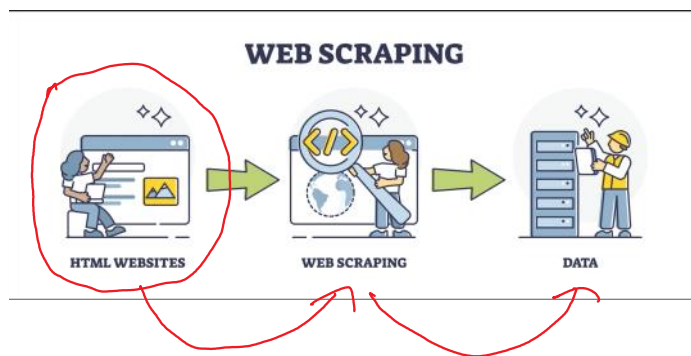 WEB SCRAPING
</>
HTML WEBSITES
WEB SCRAPING
DATA